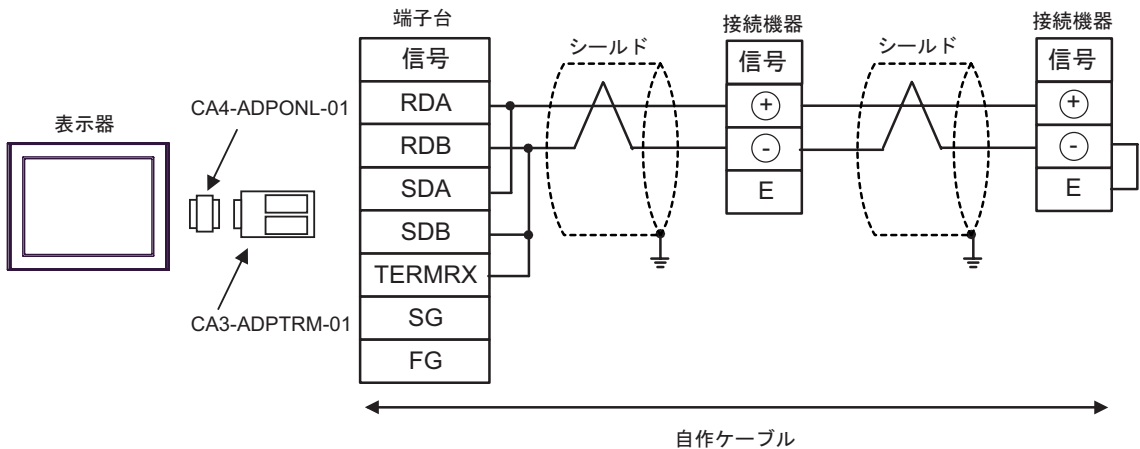 表示器
CA4-ADPONL-01
CA3-ADPTRM-01
端子台
信号
RDA
RDB
SDA
SDB
TERMRX
SG
FG
シールド
接続機器
信号
+
-
E
シールド
接続機器
信号
+
-
E
自作ケーブル